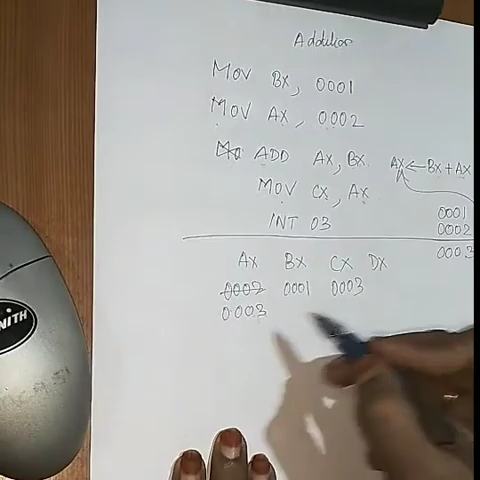 Addition
MOV BX, 0001
MOV AX, 0002
ADD AX, BX. AX ← BX + AX
MOV CX, AX
INT 03
0001
0002
0003
AX BX CX DX
0002 0001 0003
0003
NITH